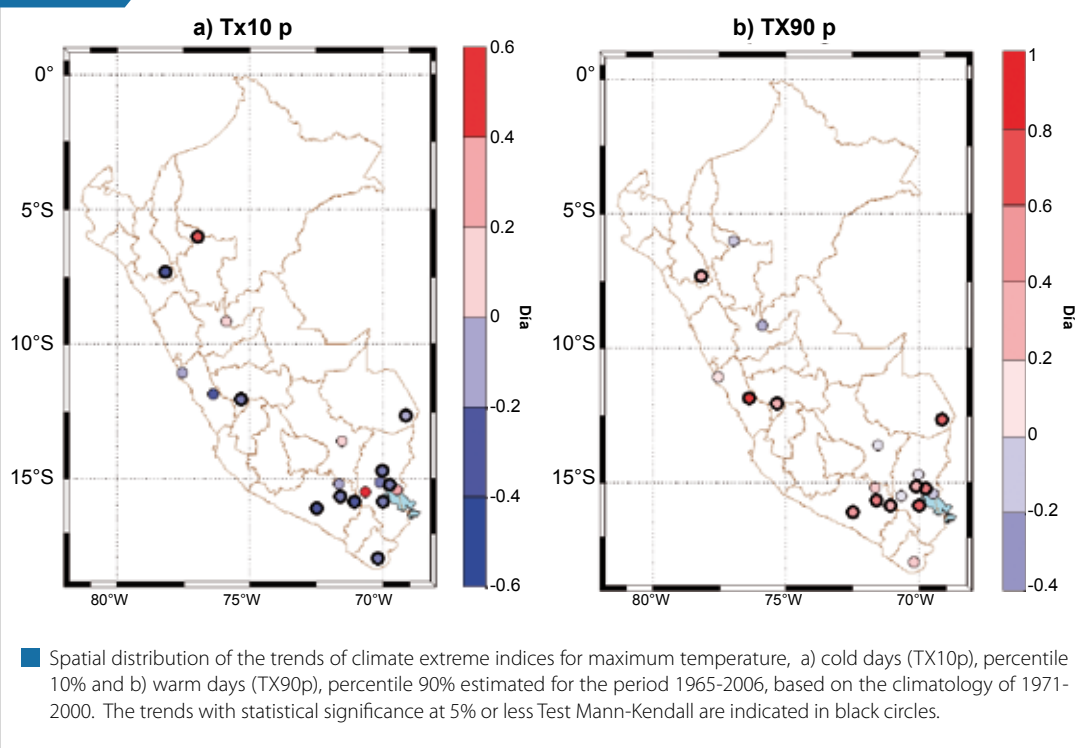 a) Tx10 p
b) TX90 p
0°
5°S
10°S
15°S
80°W
75°W
70°W
0.6
0.4
0.2
0
-0.2
-0.4
-0.6
Dia
0°
5°S
10°S
15°S
80°W
75°W
70°W
1
0.8
0.6
0.4
0.2
0
-0.2
-0.4
Dia
Spatial distribution of the trends of climate extreme indices for maximum temperature, a) cold days (TX10p), percentile
10% and b) warm days (TX90p), percentile 90% estimated for the period 1965-2006, based on the climatology of 1971-
2000. The trends with statistical significance at 5% or less Test Mann-Kendall are indicated in black circles.